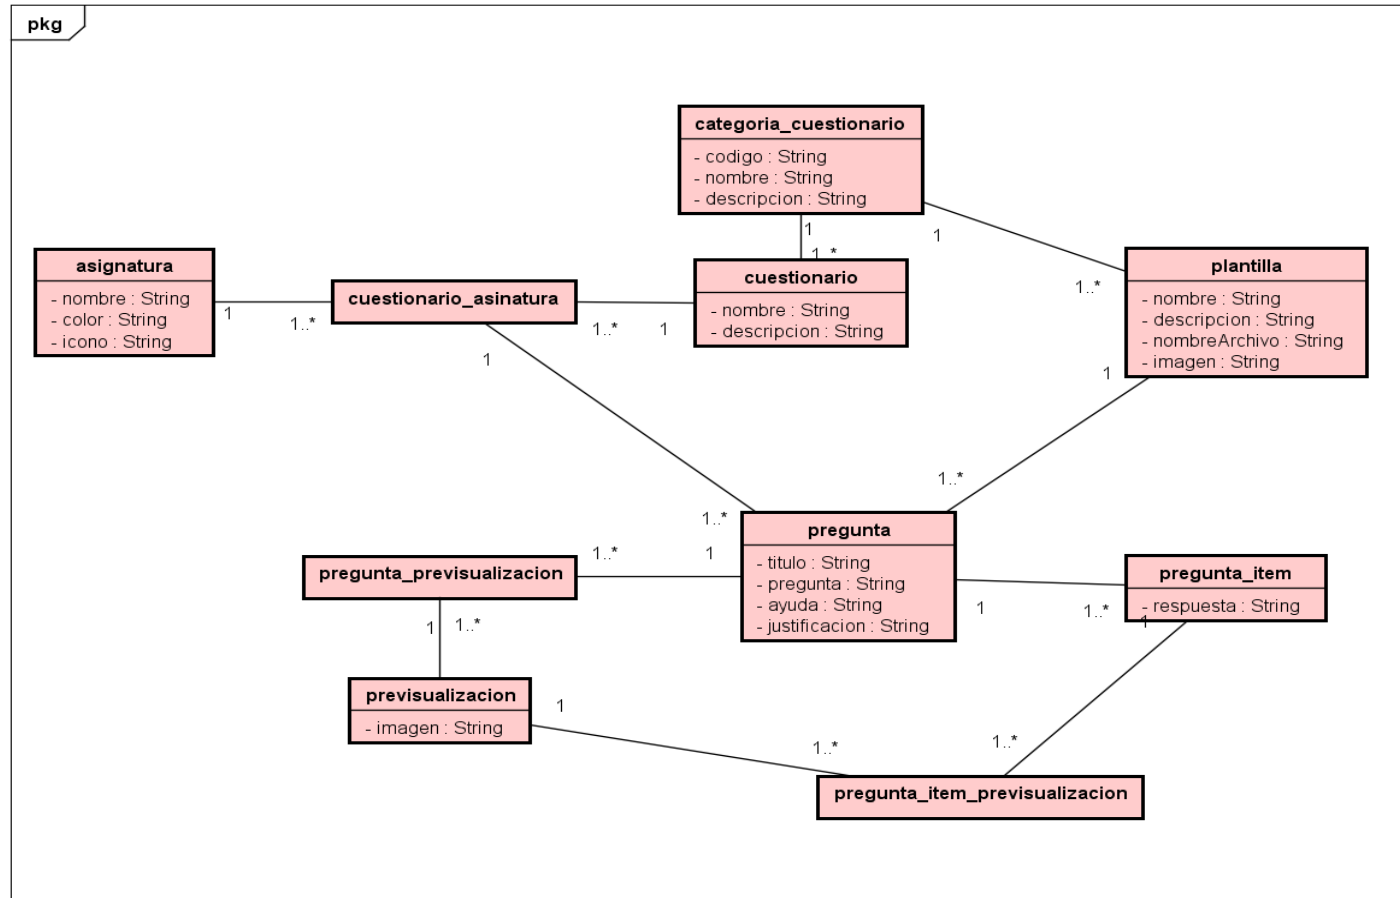 pkg
categoria_cuestionario
- codigo : String
- nombre : String
- descripcion : String
1
1..*
1
1..*
asignatura
- nombre : String
- color : String
- icono : String
1
1..*
cuestionario_asinatura
1..*
1
cuestionario
- nombre : String
- descripcion : String
plantilla
- nombre : String
- descripcion : String
- nombreArchivo : String
- imagen : String
1
1
1..*
1..*
pregunta
- titulo : String
- pregunta : String
- ayuda : String
- justificacion : String
1..*
1
pregunta_previsualizacion
1
1..*
pregunta_item
- respuesta : String
1
1..*
1
previsualizacion
- imagen : String
1
1..*
1..*
pregunta_item_previsualizacion